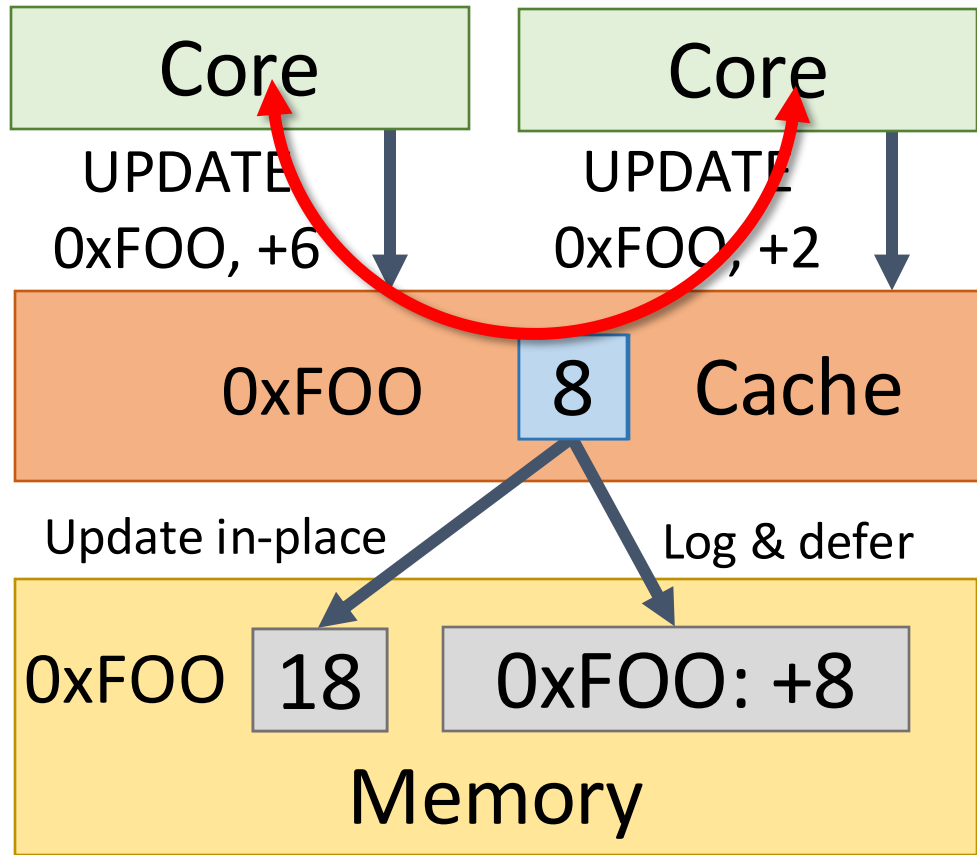 Core
Core
UPDATE
0xFOO, +6
UPDATE
0xFOO, +2
0xFOO
8
Cache
Update in-place
Log & defer
0xFOO
18
0xFOO: +8
Memory